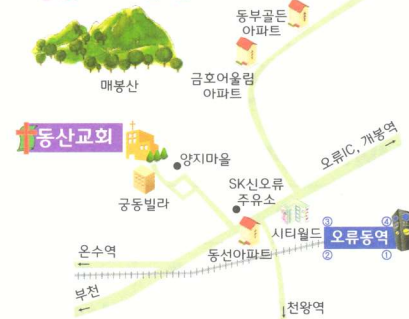 동부골든
아파트
매봉산
금호어울림
아파트
동산교회
양지마을
오류IC, 개봉역
궁동빌라
SK신오류
주유소
③
④
시티월드
오류동역
온수역
동선아파트
②
①
부천
천왕역